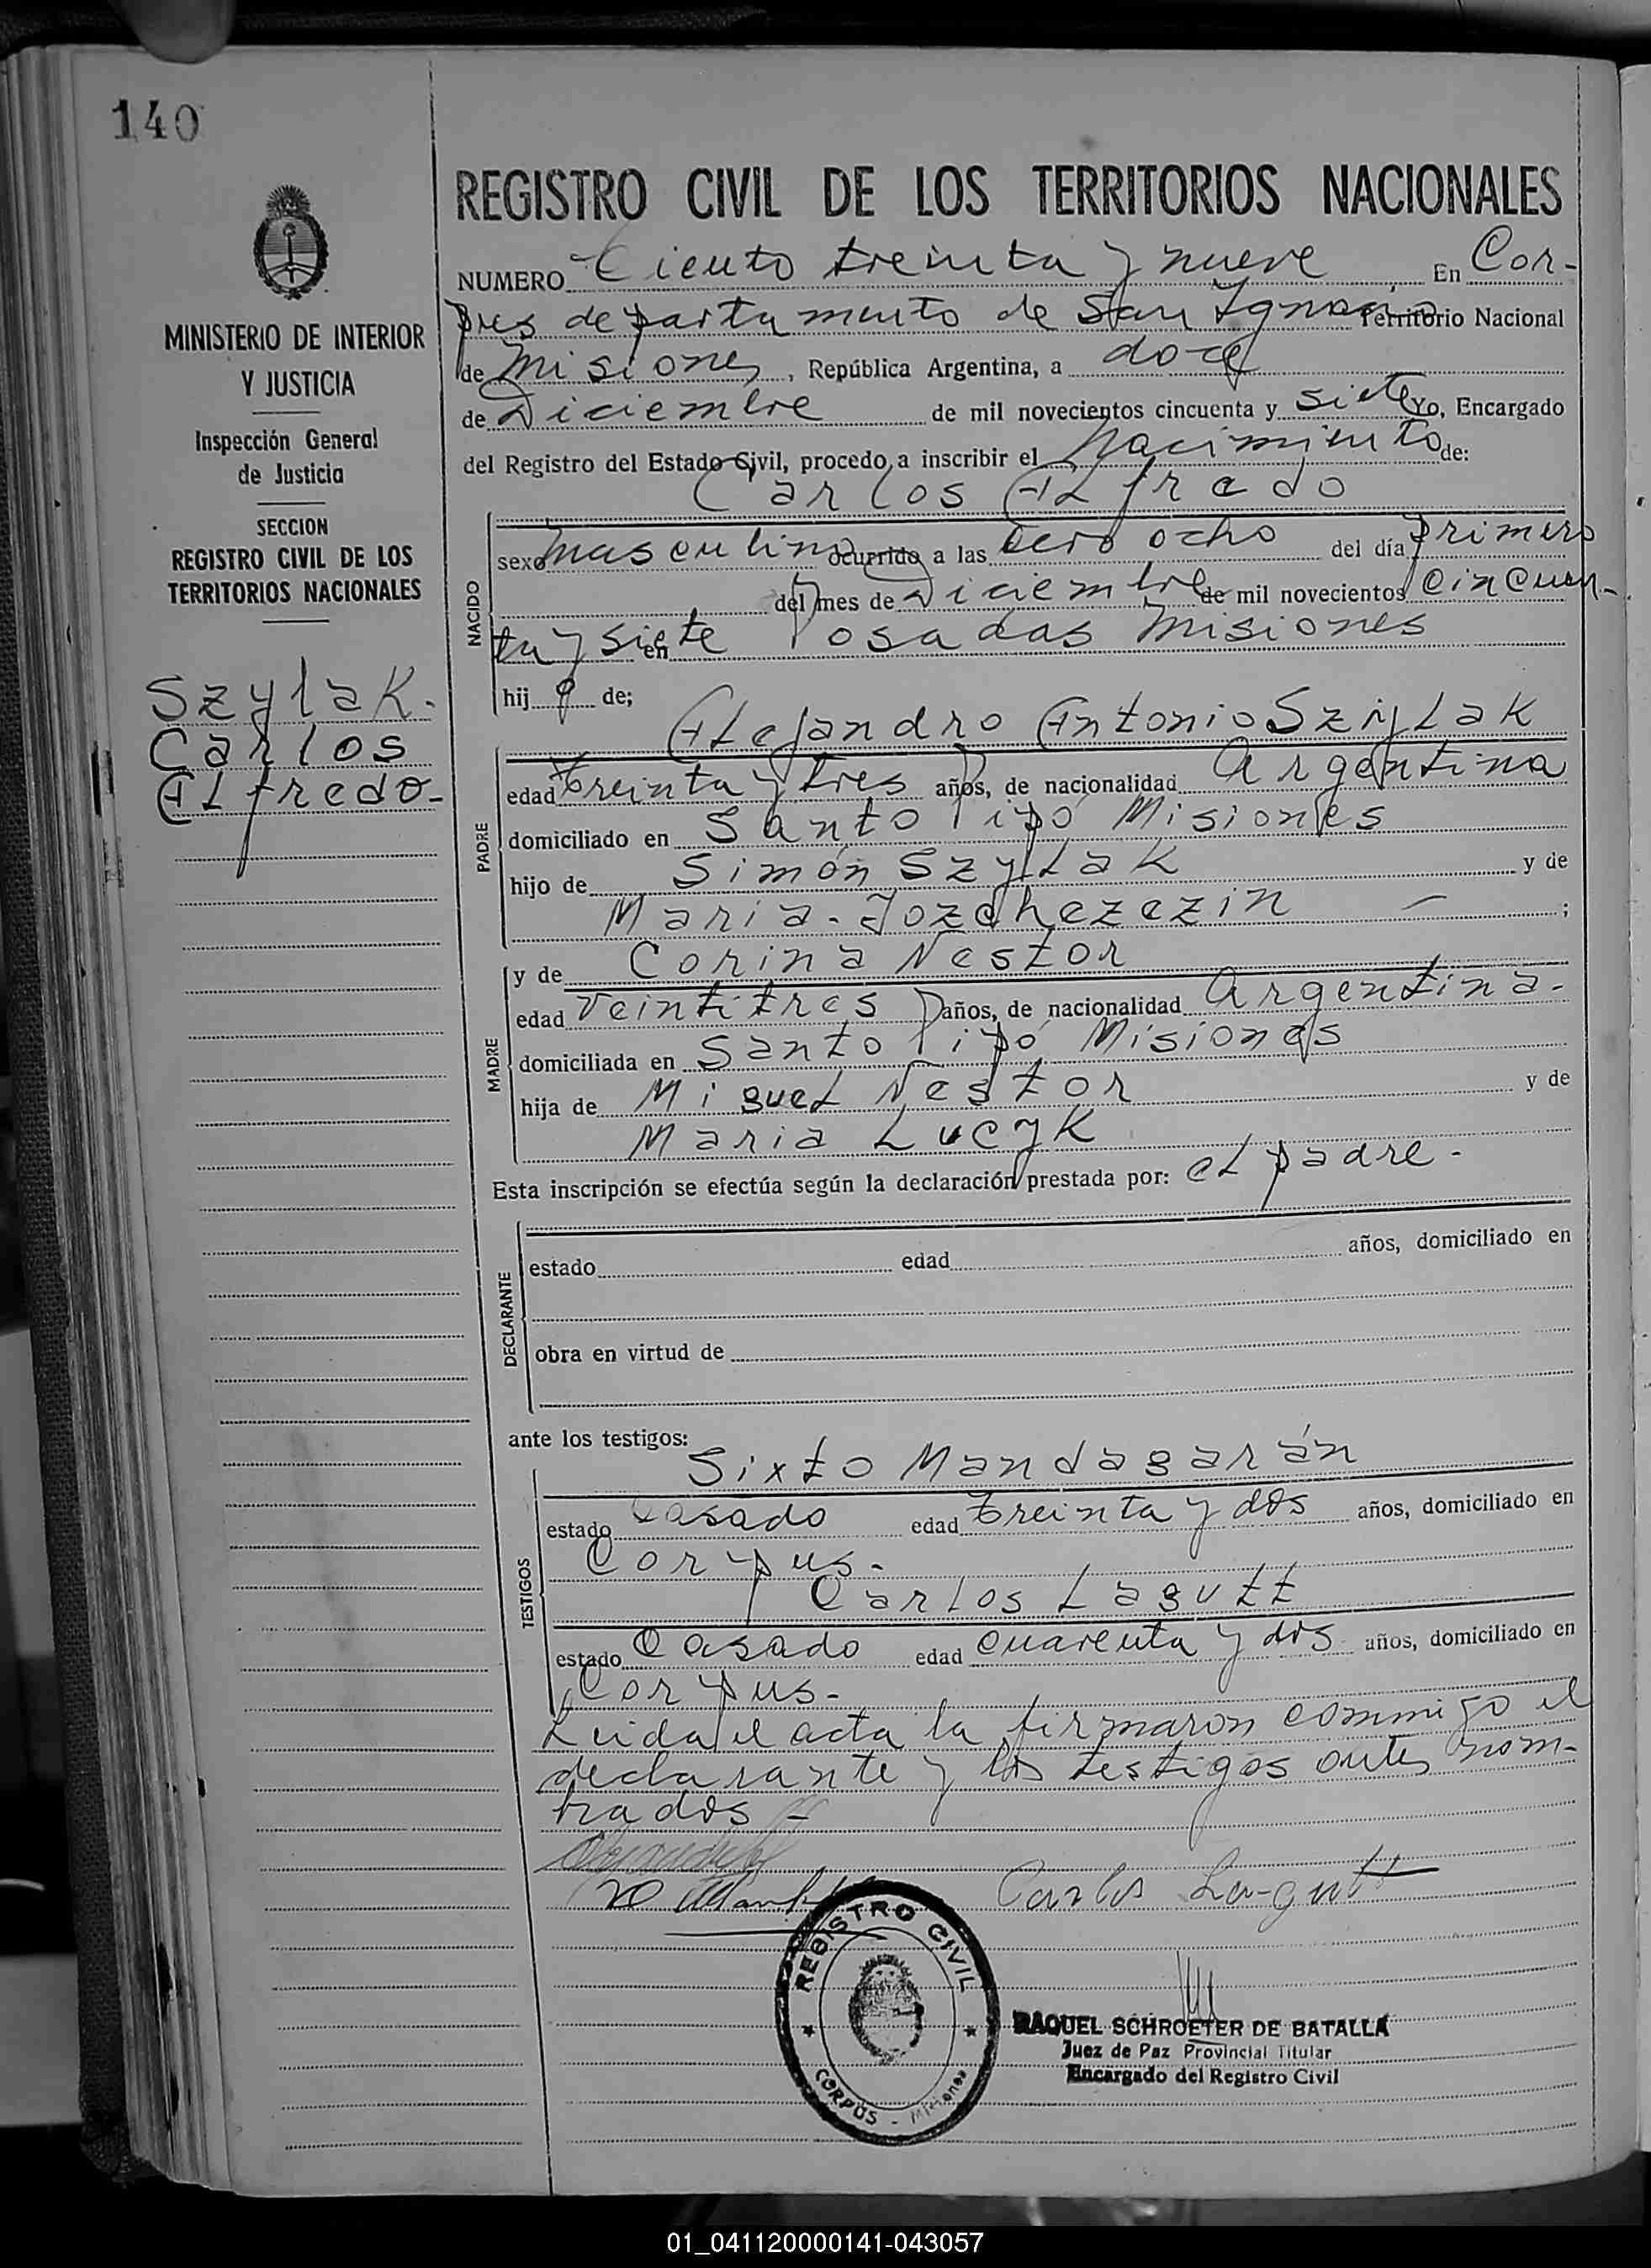 140
MINISTERIO DE INTERIOR
Y JUSTICIA
Inspección General
de Justicia
SECCION
REGISTRO CIVIL DE LOS
TERRITORIOS NACIONALES
Szylak.
Carlos
Alfredo-
REGISTRO CIVIL DE LOS TERRITORIOS NACIONALES
NUMERO Ciento treinta y nueve En Cor-
pus departamento de San Ignacio Territorio Nacional
de Misiones, República Argentina, a doce
de Diciembre de mil novecientos cincuenta y siete Yo, Encargado
del Registro del Estado Civil, procedo a inscribir el Nacimiento de:
Carlos Alfredo
NACIDO
sexo Masculino ocurrido a las cero ocho del día primero
del mes de Diciembre de mil novecientos cincuen-
ta y siete en Posadas Misiones
hij o de;
Alejandro Antonio Szylak
PADRE
edad treinta y tres años, de nacionalidad Argentina
domiciliado en Santo Pipó Misiones
hijo de Simón Szylak y de
Maria Jozchezezin - ;
y de Corina Nestor
MADRE
edad Veintitres años, de nacionalidad Argentina-
domiciliada en Santo Pipó Misiones
hija de Miguel Nestor y de
Maria Lucyk
Esta inscripción se efectúa según la declaración prestada por: el padre-
DECLARANTE
estado edad años, domiciliado en
obra en virtud de
ante los testigos:
Sixto Mandagarán
TESTIGOS
estado Casado edad treinta y dos años, domiciliado en
Corpus-
Carlos Lagutt
estado Casado edad cuarenta y dos años, domiciliado en
Corpus-
Leida el acta la firmaron conmigo el
declarante y los testigos antes nom-
brados-
Carlos Lagutt
REGISTRO CIVIL
CORPUS - Misiones
RAQUEL SCHROETER DE BATALLA
Juez de Paz Provincial Titular
Encargado del Registro Civil
01_041120000141-043057